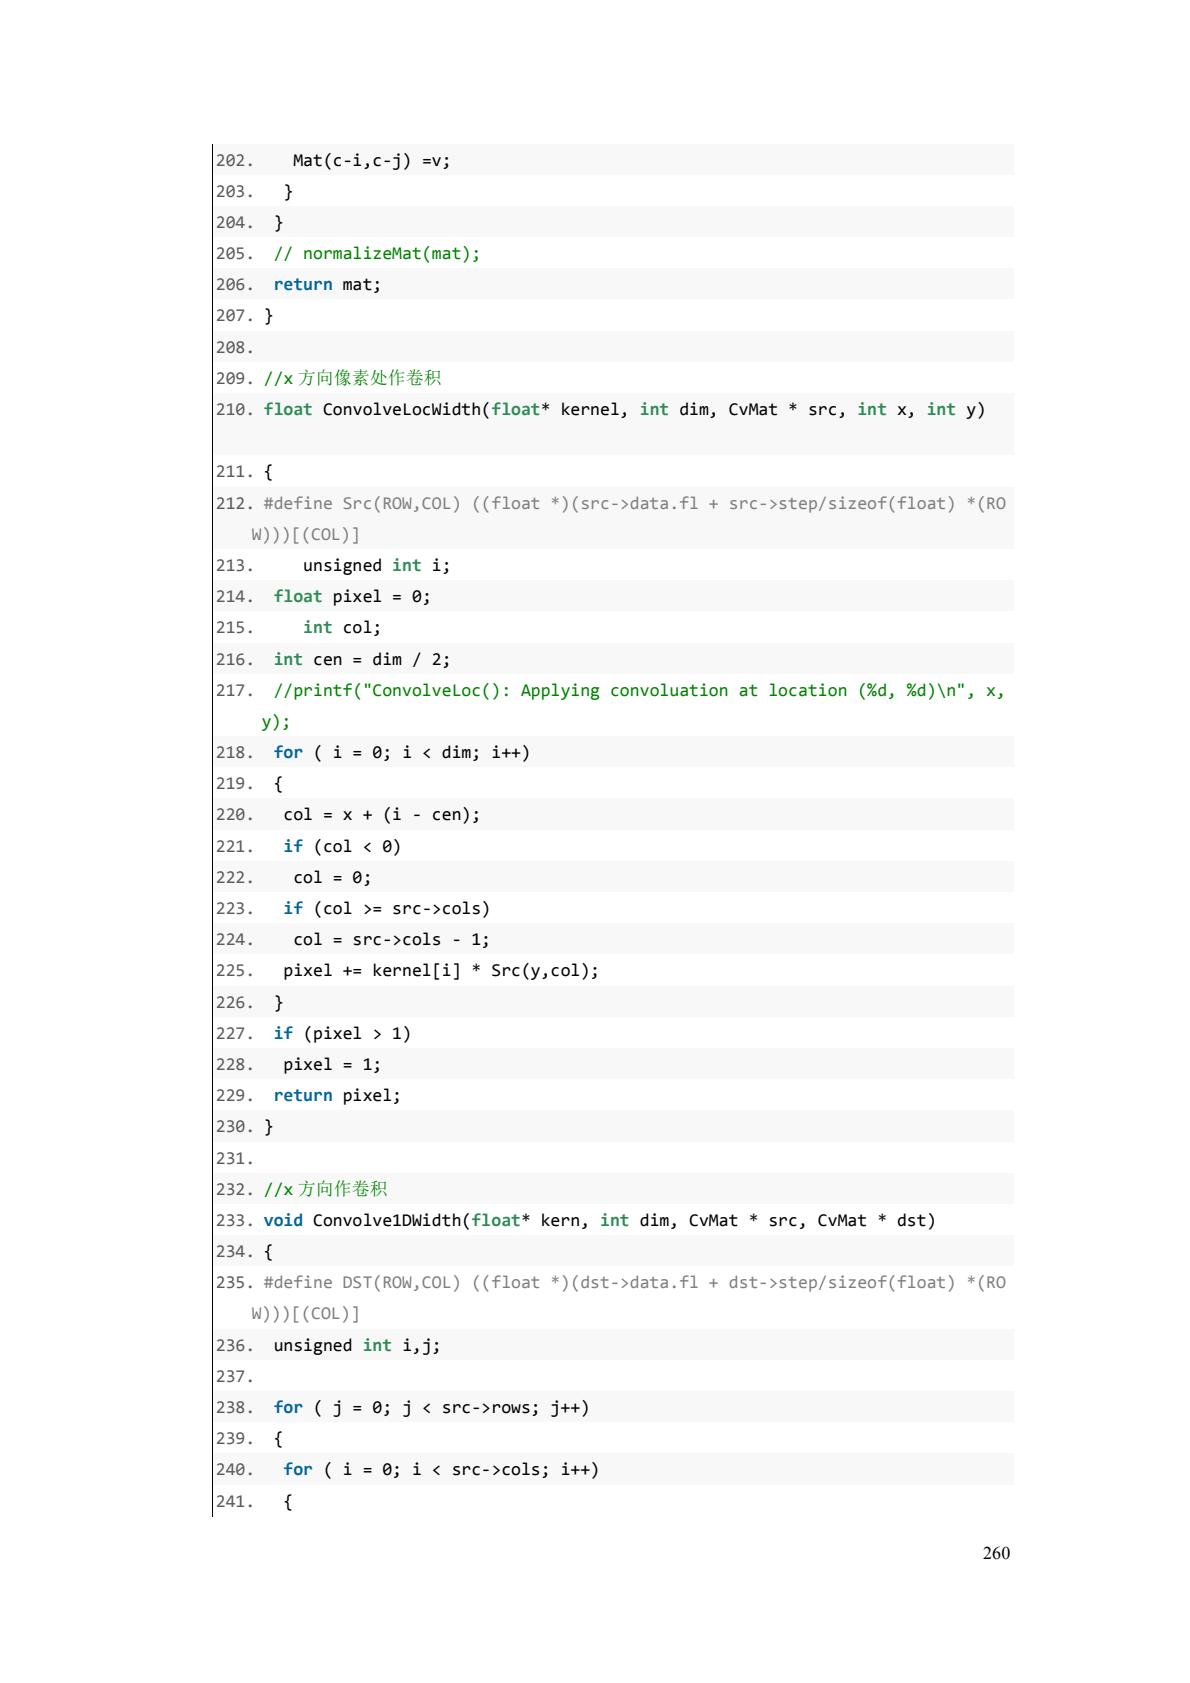 202.    Mat(c-i,c-j) =v;
203.   }
204.  }
205.  // normalizeMat(mat);
206.  return mat;
207. }
208.
209. //x 方向像素处作卷积
210. float ConvolveLocWidth(float* kernel, int dim, CvMat * src, int x, int y)
211. {
212. #define Src(ROW,COL) ((float *)(src->data.fl + src->step/sizeof(float) *(RO
W)))[(COL)]
213.     unsigned int i;
214.  float pixel = 0;
215.     int col;
216.  int cen = dim / 2;
217.  //printf("ConvolveLoc(): Applying convoluation at location (%d, %d)\n", x,
y);
218.  for ( i = 0; i < dim; i++)
219.  {
220.   col = x + (i - cen);
221.   if (col < 0)
222.    col = 0;
223.   if (col >= src->cols)
224.    col = src->cols - 1;
225.   pixel += kernel[i] * Src(y,col);
226.  }
227.  if (pixel > 1)
228.   pixel = 1;
229.  return pixel;
230. }
231.
232. //x 方向作卷积
233. void Convolve1DWidth(float* kern, int dim, CvMat * src, CvMat * dst)
234. {
235. #define DST(ROW,COL) ((float *)(dst->data.fl + dst->step/sizeof(float) *(RO
W)))[(COL)]
236.  unsigned int i,j;
237.
238.  for ( j = 0; j < src->rows; j++)
239.  {
240.   for ( i = 0; i < src->cols; i++)
241.   {
260